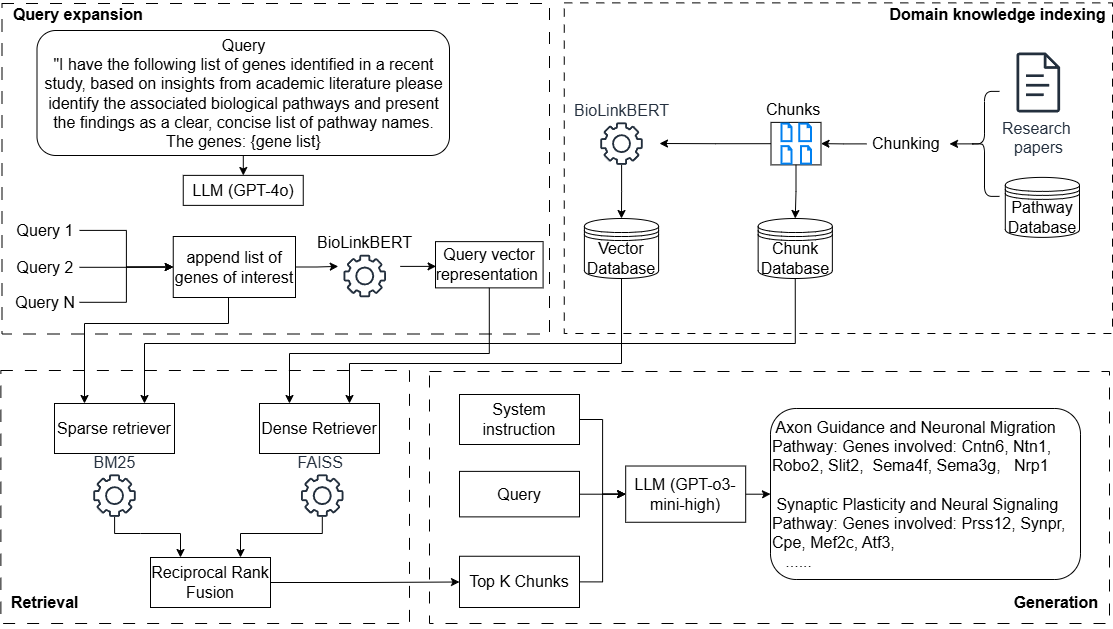 Query expansion
Query
"I have the following list of genes identified in a recent
study, based on insights from academic literature please
identify the associated biological pathways and present
the findings as a clear, concise list of pathway names.
The genes: {gene list}
LLM (GPT-4o)
Query 1
Query 2
Query N
append list of
genes of interest
BioLinkBERT
Query vector
representation
Domain knowledge indexing
BioLinkBERT
Chunks
Chunking
Research
papers
Pathway
Database
Vector
Database
Chunk
Database
Sparse retriever
BM25
Dense Retriever
FAISS
Reciprocal Rank
Fusion
Retrieval
System
instruction
Query
Top K Chunks
LLM (GPT-o3-
mini-high)
Axon Guidance and Neuronal Migration
Pathway: Genes involved: Cntn6, Ntn1,
Robo2, Slit2, Sema4f, Sema3g, Nrp1
Synaptic Plasticity and Neural Signaling
Pathway: Genes involved: Prss12, Synpr,
Cpe, Mef2c, Atf3,
......
Generation